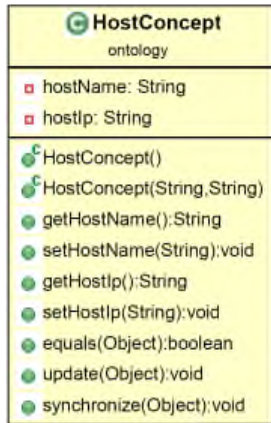 HostConcept
ontology
hostName: String
hostIp: String
HostConcept()
HostConcept(String,String)
getHostName():String
setHostName(String):void
getHostIp():String
setHostIp(String):void
equals(Object):boolean
update(Object):void
synchronize(Object):void